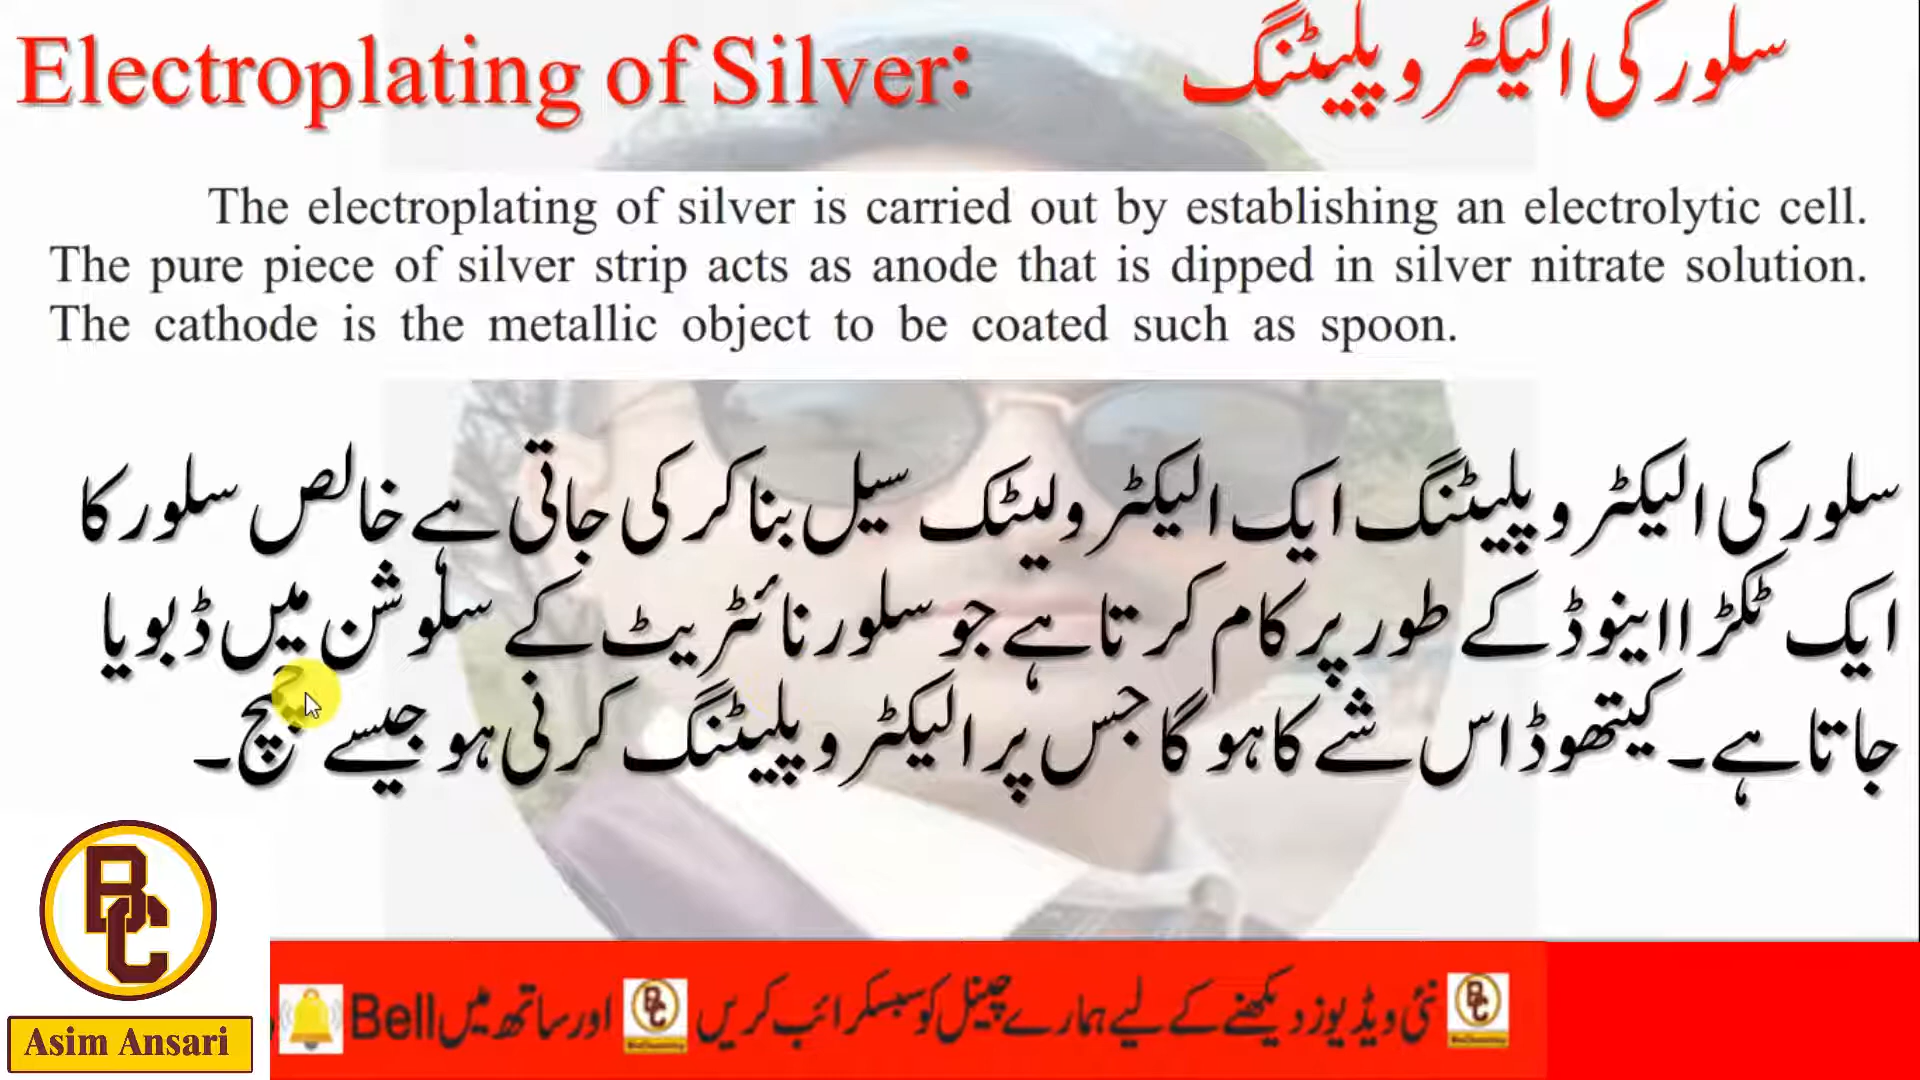 Electroplating of Silver:
سلور کی الیکٹروپلیٹنگ
The electroplating of silver is carried out by establishing an electrolytic cell.
The pure piece of silver strip acts as anode that is dipped in silver nitrate solution.
The cathode is the metallic object to be coated such as spoon.
سلور کی الیکٹروپلیٹنگ ایک الیکٹرولیٹک سیل بنا کر کی جاتی ہے خالص سلور کا
ایک ٹکڑا اینوڈ کے طور پر کام کرتا ہے جو سلور نائٹریٹ کے سلوشن میں ڈبویا
جاتا ہے۔ کیتھوڈ اس شے کا ہو گا جس پر الیکٹروپلیٹنگ کرنی ہو جیسے چمچ۔
BC
Asim Ansari
نئی ویڈیوز دیکھنے کے لیے ہمارے چینل کو سبسکرائب کریں BC اور ساتھ میں Bell